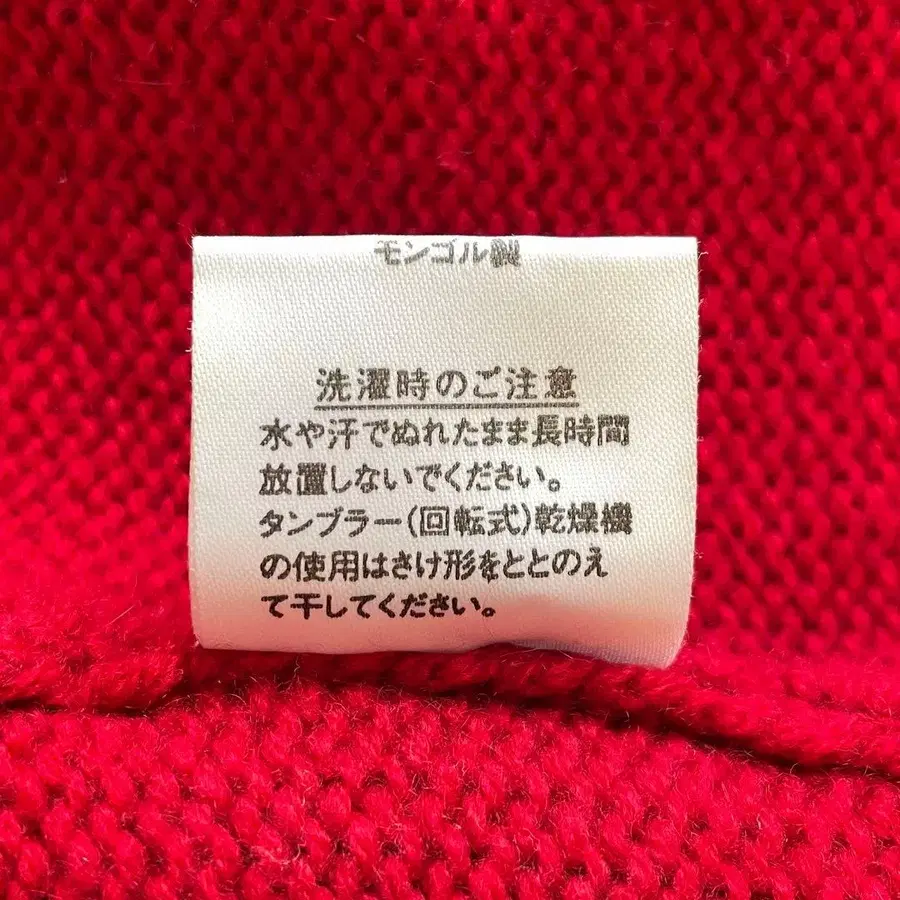 モンゴル製
洗濯時のご注意
水や汗でぬれたまま長時間
放置しないでください。
タンブラー(回転式)乾燥機
の使用はさけ形をととのえ
て干してください。